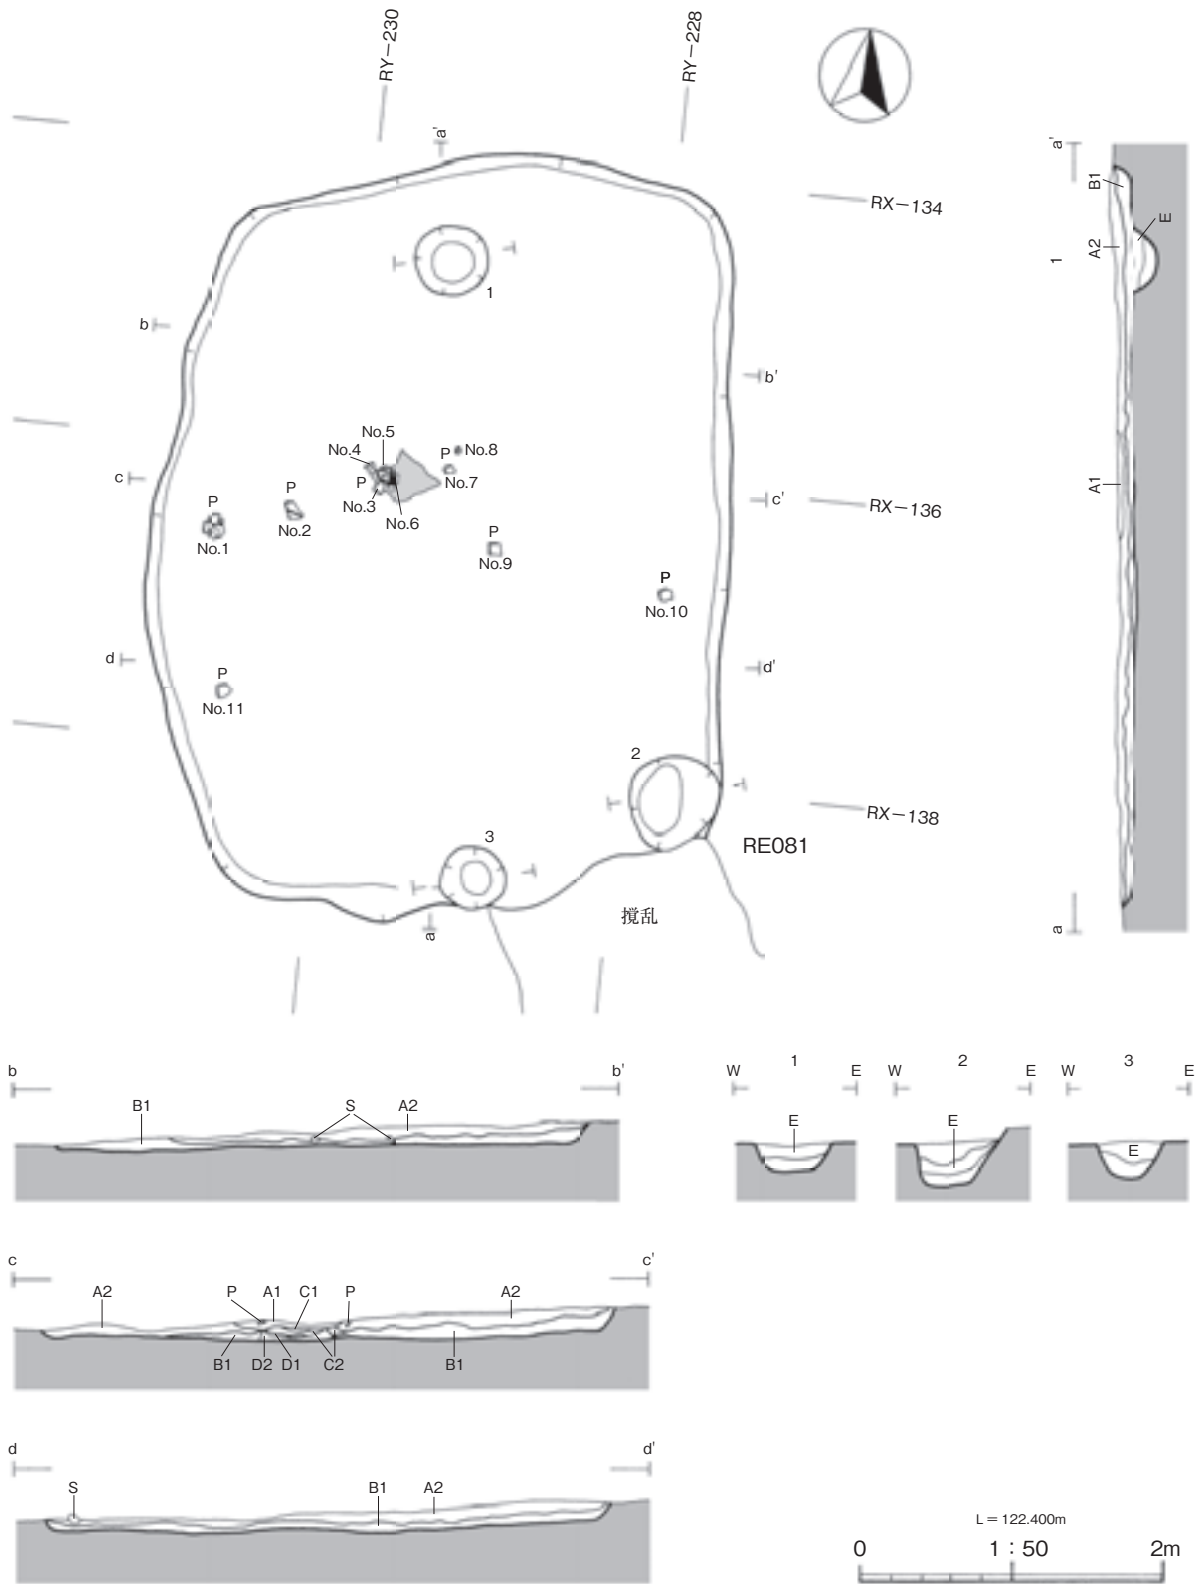 RY-230
RY-228
a'
RX-134
1
b
b'
No.5
No.4
P No.8
P
No.7
No.3
No.6
c
c'
RX-136
P
No.1
P
No.2
P
No.9
P
No.10
d
d'
P
No.11
2
3
RX-138
RE081
撹乱
a
a'
B1
E
1
A2
A1
a
b
b'
B1
S
A2
W 1 E
E
W 2 E
E
W 3 E
E
c
c'
A2
P
A1
C1
P
A2
B1
D2
D1
C2
B1
d
d'
S
B1
A2
L=122.400m
0 1:50 2m